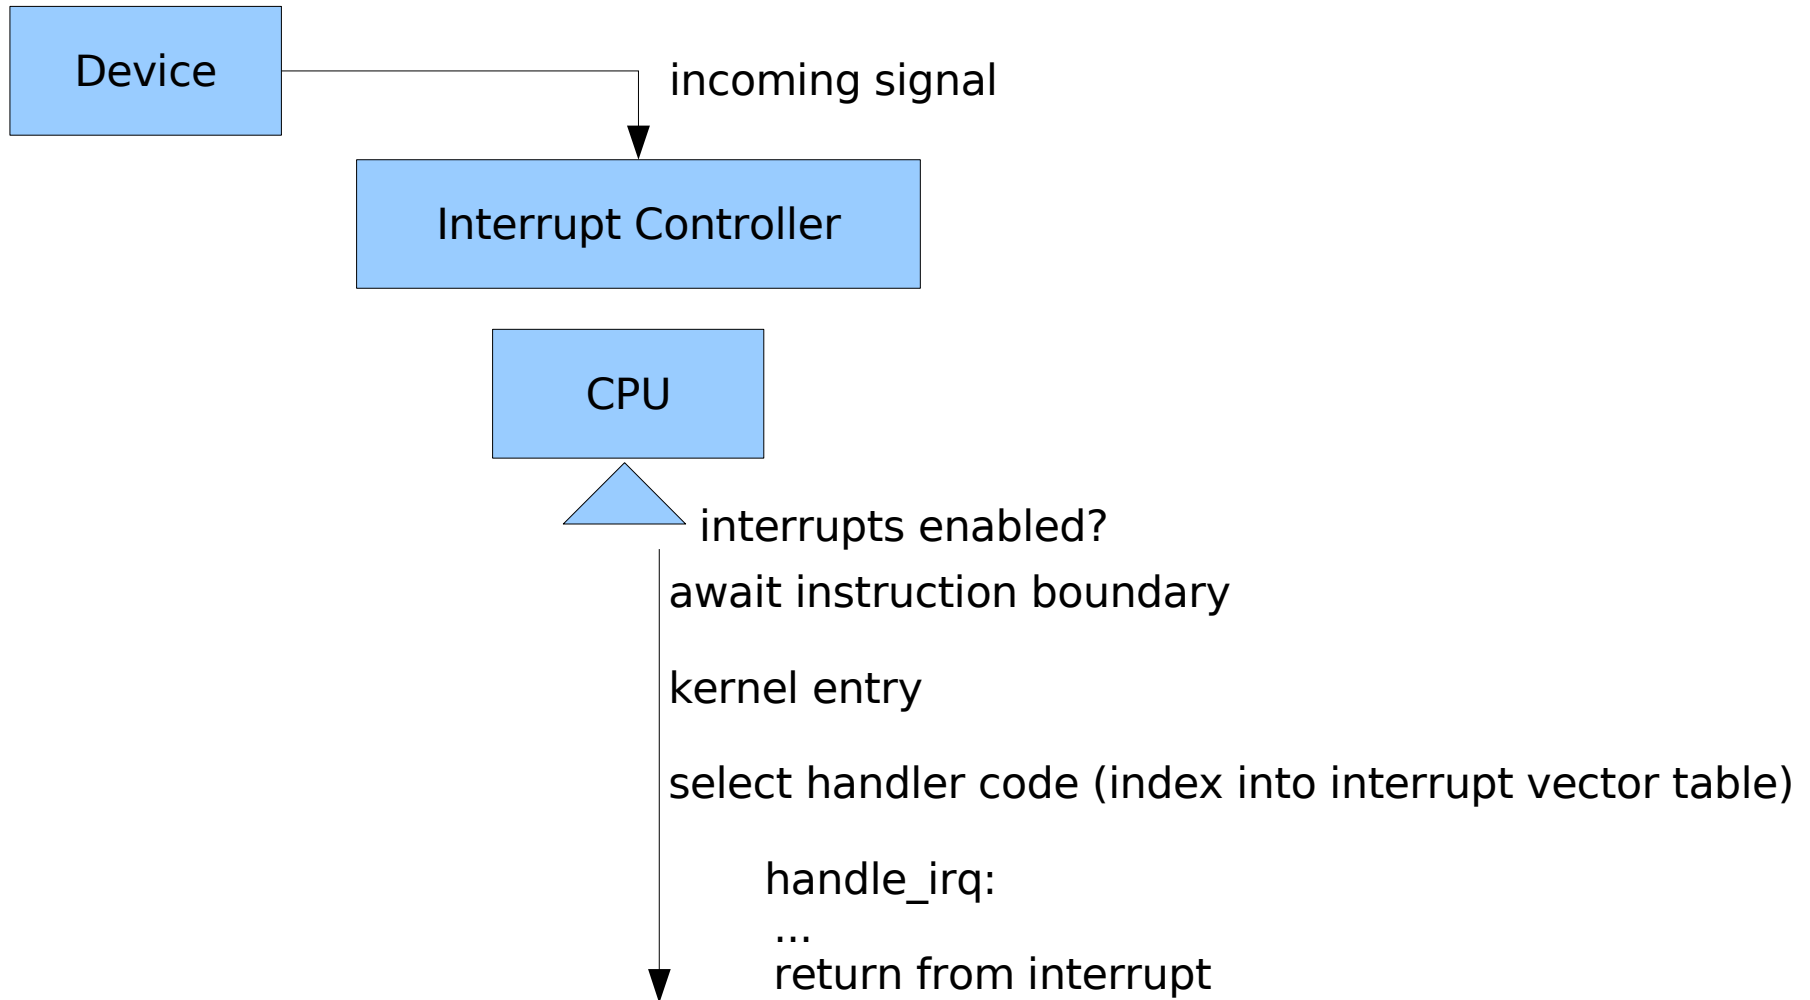 Device
incoming signal
Interrupt Controller
CPU
interrupts enabled?
await instruction boundary
kernel entry
select handler code (index into interrupt vector table)
handle_irq:
...
return from interrupt